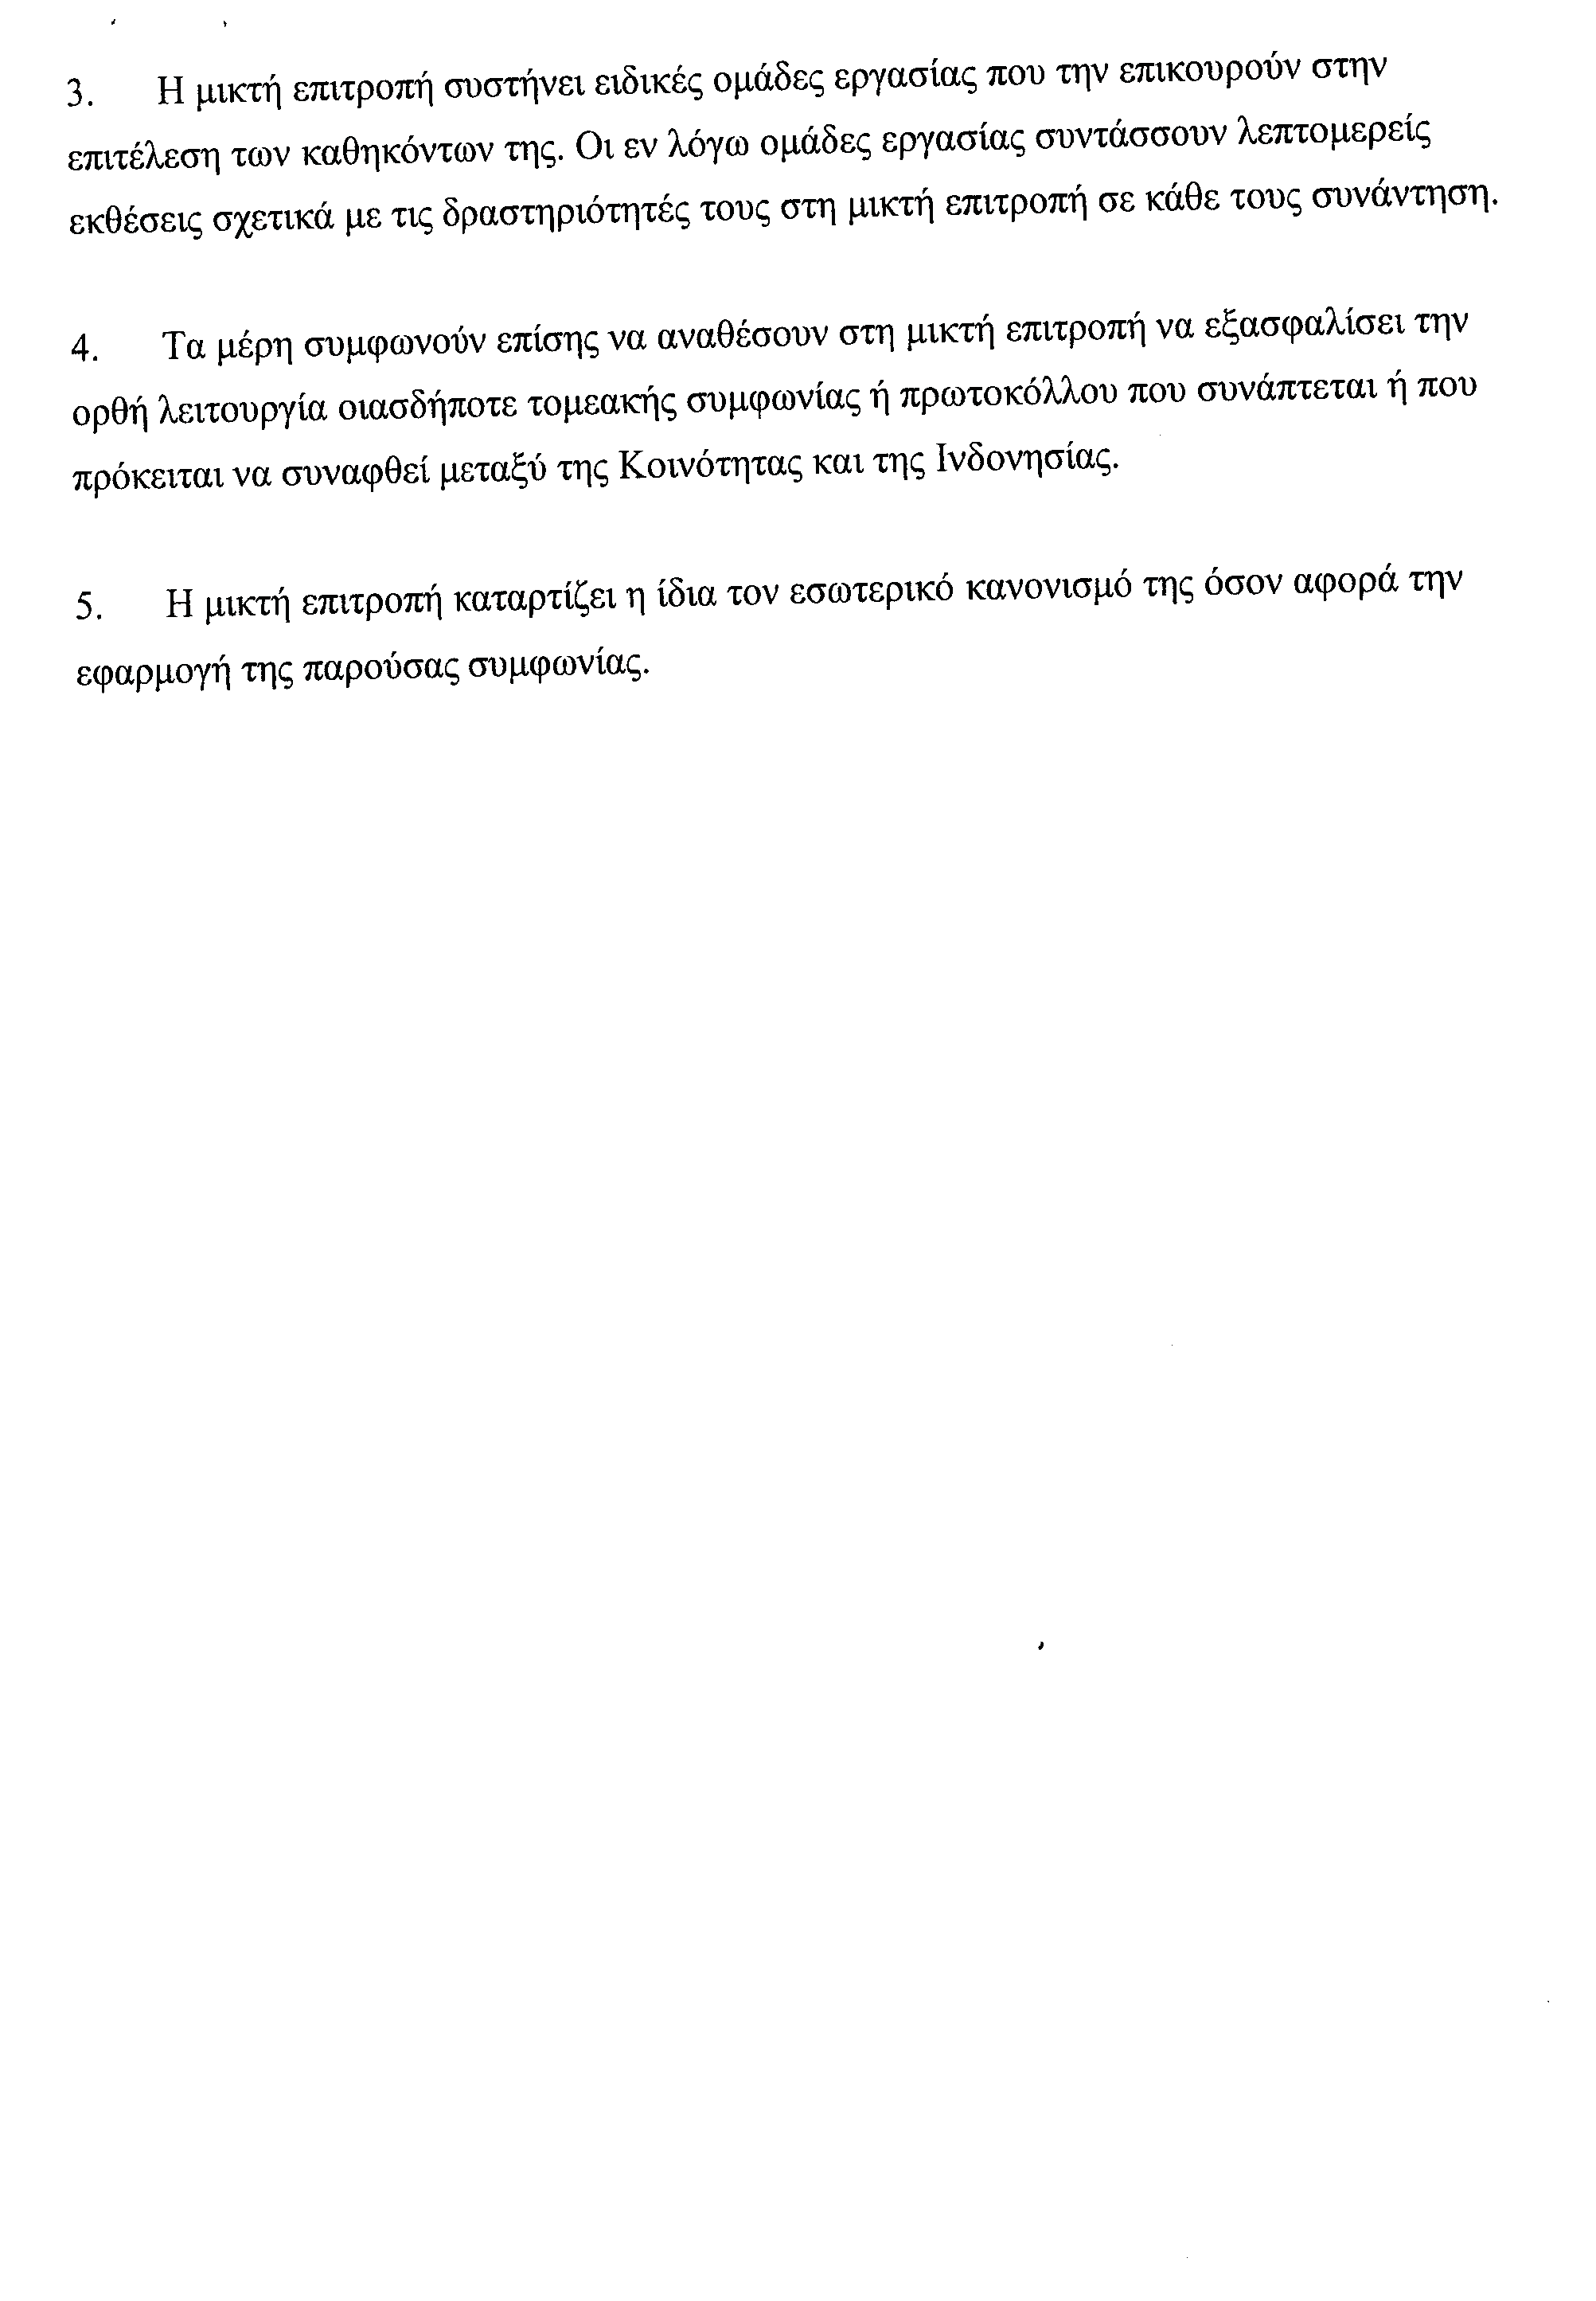 3. Η μικτή επιτροπή συστήνει ειδικές ομάδες εργασίας που την επικουρούν στην
επιτέλεση των καθηκόντων της. Οι εν λόγω ομάδες εργασίας συντάσσουν λεπτομερείς
εκθέσεις σχετικά με τις δραστηριότητές τους στη μικτή επιτροπή σε κάθε τους συνάντηση.
4. Τα μέρη συμφωνούν επίσης να αναθέσουν στη μικτή επιτροπή να εξασφαλίσει την
ορθή λειτουργία οιασδήποτε τομεακής συμφωνίας ή πρωτοκόλλου που συνάπτεται ή που
πρόκειται να συναφθεί μεταξύ της Κοινότητας και της Ινδονησίας.
5. Η μικτή επιτροπή καταρτίζει η ίδια τον εσωτερικό κανονισμό της όσον αφορά την
εφαρμογή της παρούσας συμφωνίας.